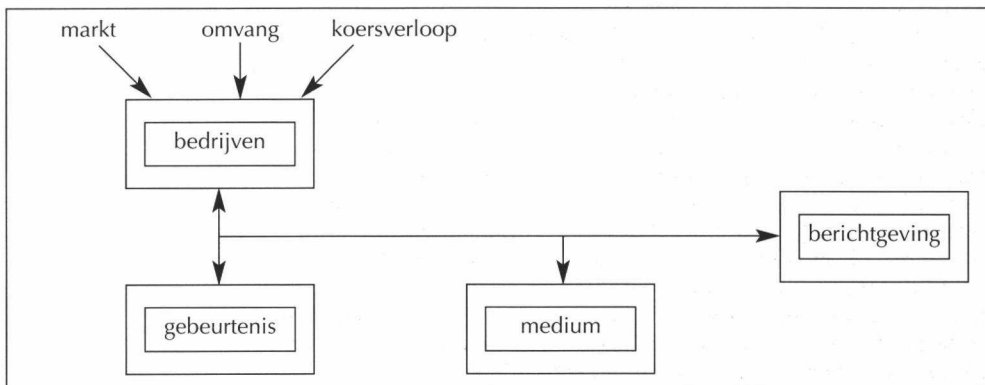 markt omvang koersverloop
bedrijven
berichtgeving
gebeurtenis medium